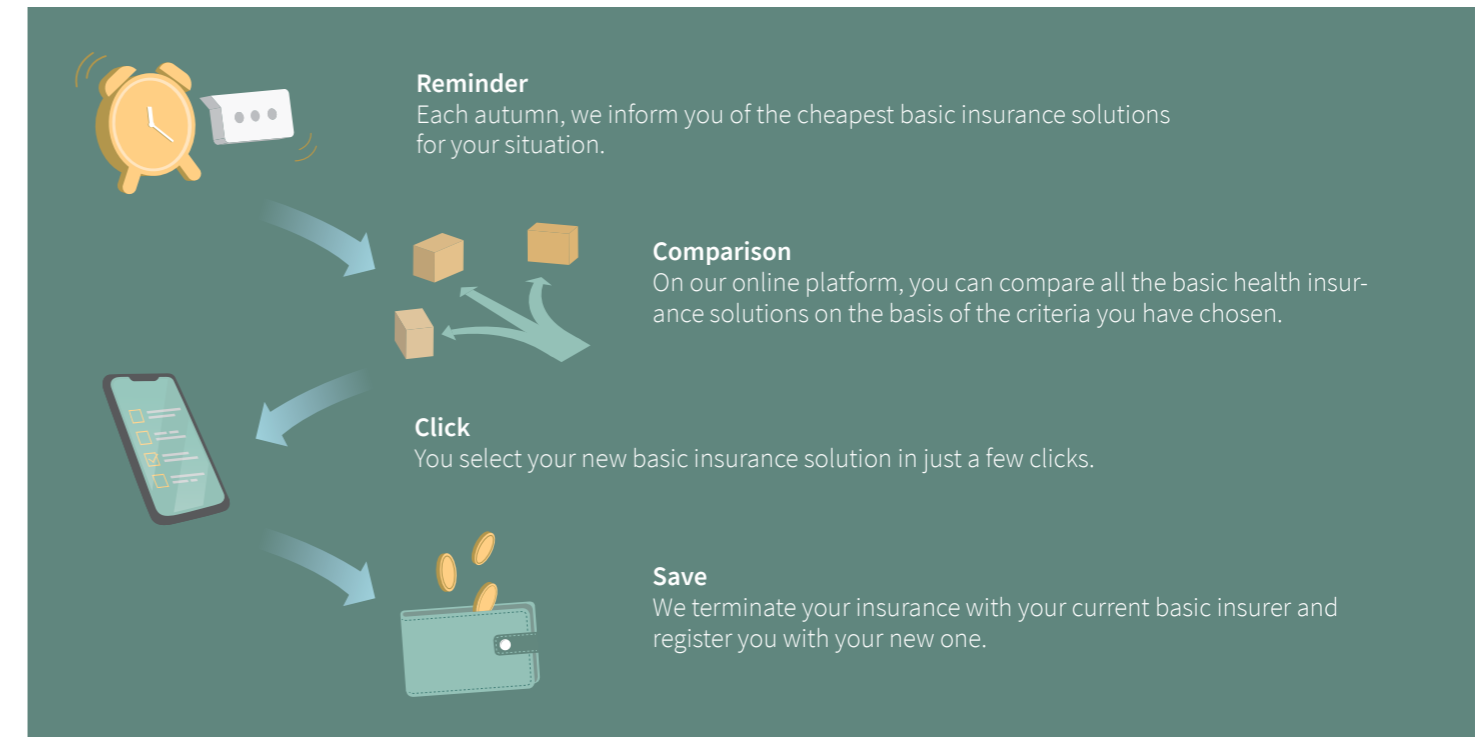 Reminder
Each autumn, we inform you of the cheapest basic insurance solutions
for your situation.
Comparison
On our online platform, you can compare all the basic health insur-
ance solutions on the basis of the criteria you have chosen.
Click
You select your new basic insurance solution in just a few clicks.
Save
We terminate your insurance with your current basic insurer and
register you with your new one.